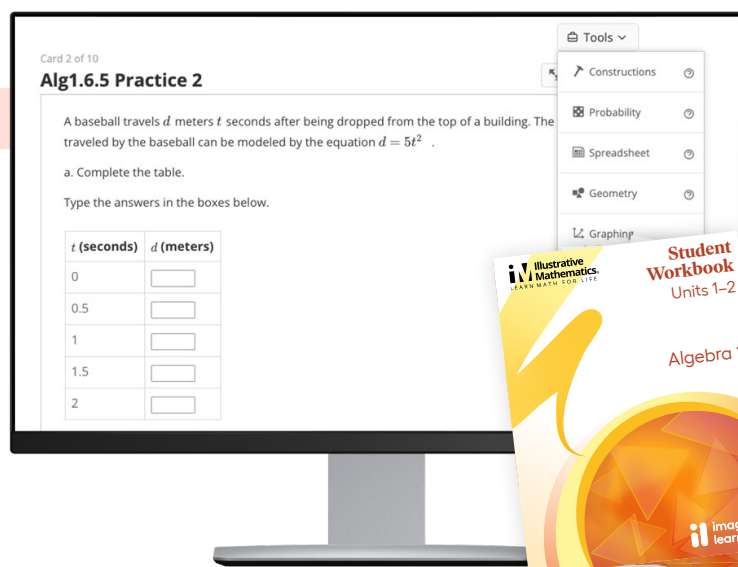 Card 2 of 10
Alg1.6.5 Practice 2
Tools
Constructions
Probability
Spreadsheet
Geometry
Graphing
A baseball travels d meters t seconds after being dropped from the top of a building. The
traveled by the baseball can be modeled by the equation d = 5t² .
a. Complete the table.
Type the answers in the boxes below.
t (seconds) d (meters)
0
0.5
1
1.5
2
Illustrative
Mathematics.
LEARN MATH FOR LIFE
Student
Workbook
Units 1–2
Algebra
imag
lear